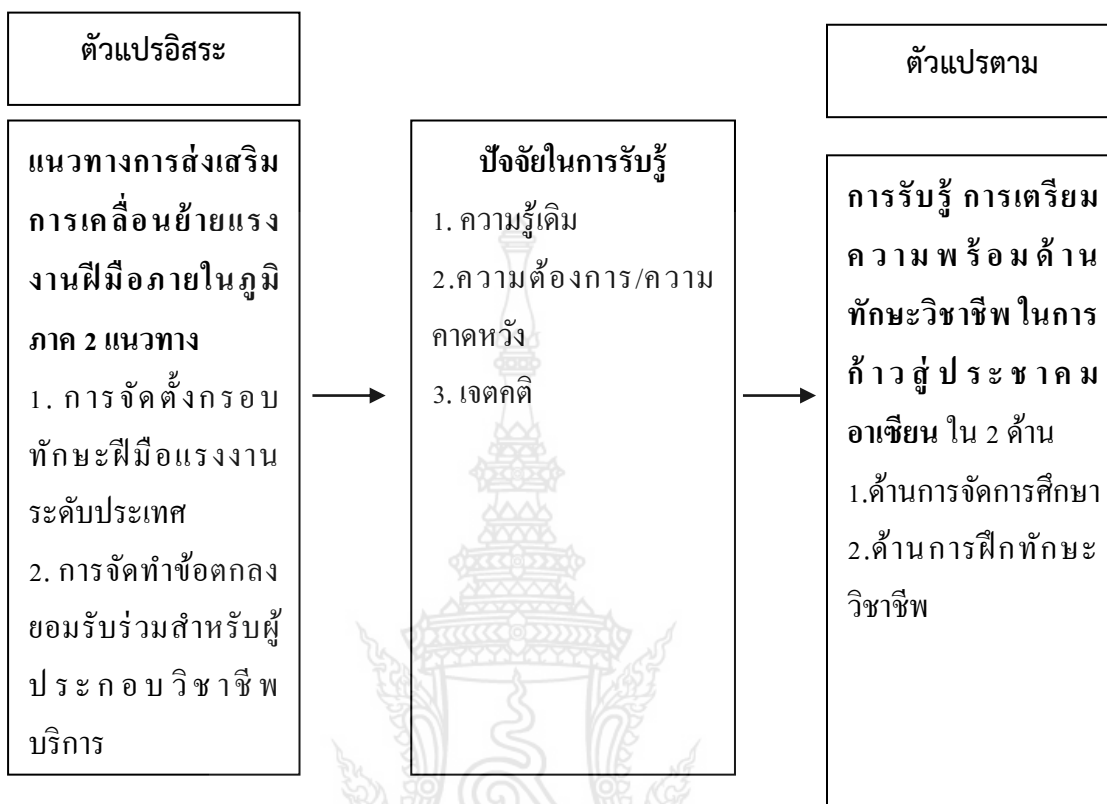 ตัวแปรอิสระ
แนวทางการส่งเสริม
การเคลื่อนย้ายแรง
งานฝีมือภายในภูมิ
ภาค 2 แนวทาง
1. การจัดตั้งกรอบ
ทักษะฝีมือแรงงาน
ระดับประเทศ
2. การจัดทำข้อตกลง
ยอมรับร่วมสำหรับผู้
ประกอบวิชาชีพ
บริการ
ปัจจัยในการรับรู้
1. ความรู้เดิม
2.ความต้องการ/ความ
คาดหวัง
3. เจตคติ
ตัวแปรตาม
การรับรู้ การเตรียม
ความพร้อมด้าน
ทักษะวิชาชีพ ในการ
ก้าวสู่ประชาคม
อาเซียน ใน 2 ด้าน
1.ด้านการจัดการศึกษา
2.ด้านการฝึกทักษะ
วิชาชีพ